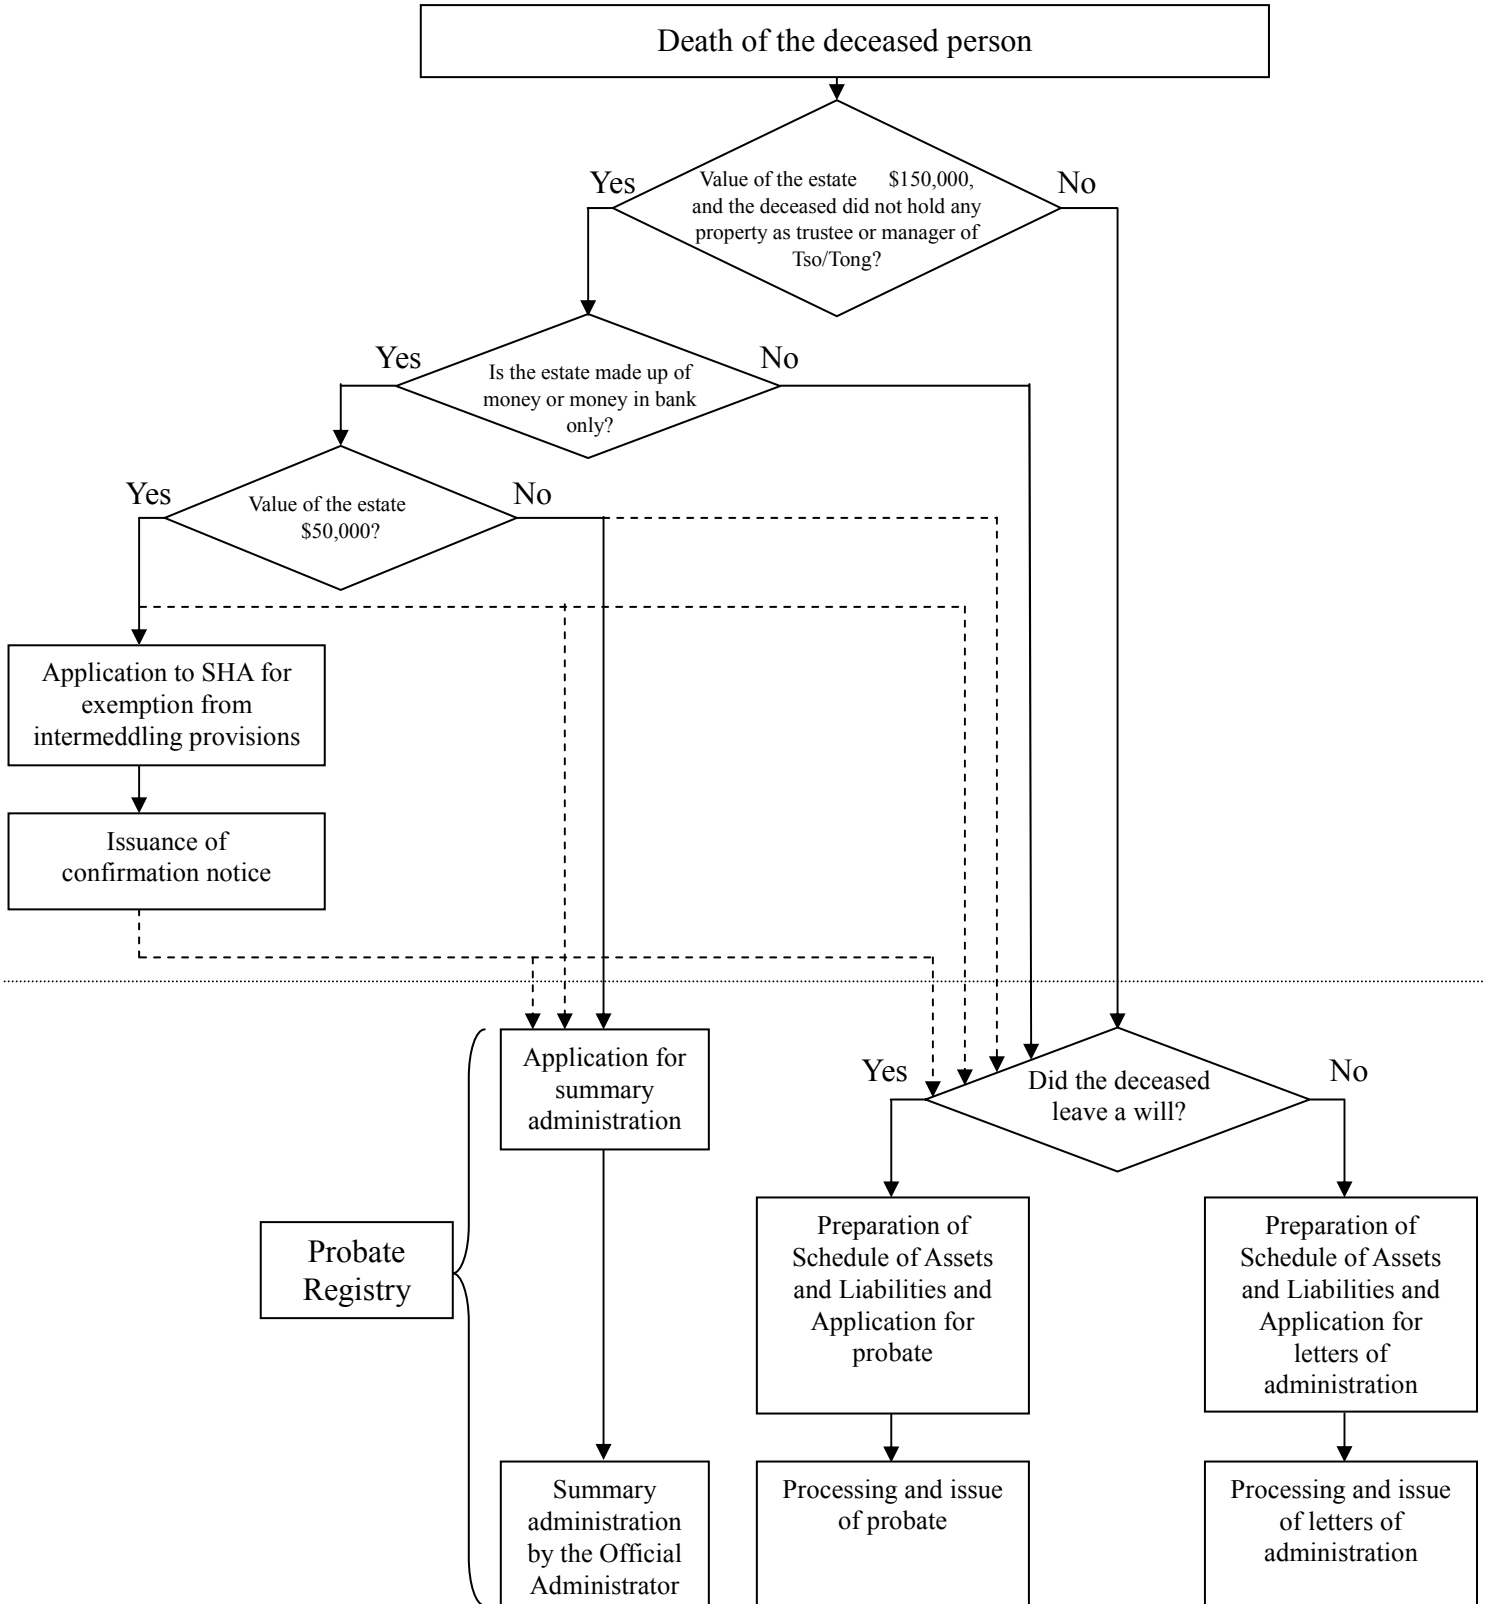 Death of the deceased person
Yes
No
Value of the estate $150,000,
and the deceased did not hold any
property as trustee or manager of
Tso/Tong?
Yes
No
Is the estate made up of
money or money in bank
only?
Yes
No
Value of the estate
$50,000?
Application to SHA for
exemption from
intermeddling provisions
Issuance of
confirmation notice
Application for
summary
administration
Yes
No
Did the deceased
leave a will?
Probate
Registry
Preparation of
Schedule of Assets
and Liabilities and
Application for
probate
Preparation of
Schedule of Assets
and Liabilities and
Application for
letters of
administration
Summary
administration
by the Official
Administrator
Processing and issue
of probate
Processing and issue
of letters of
administration